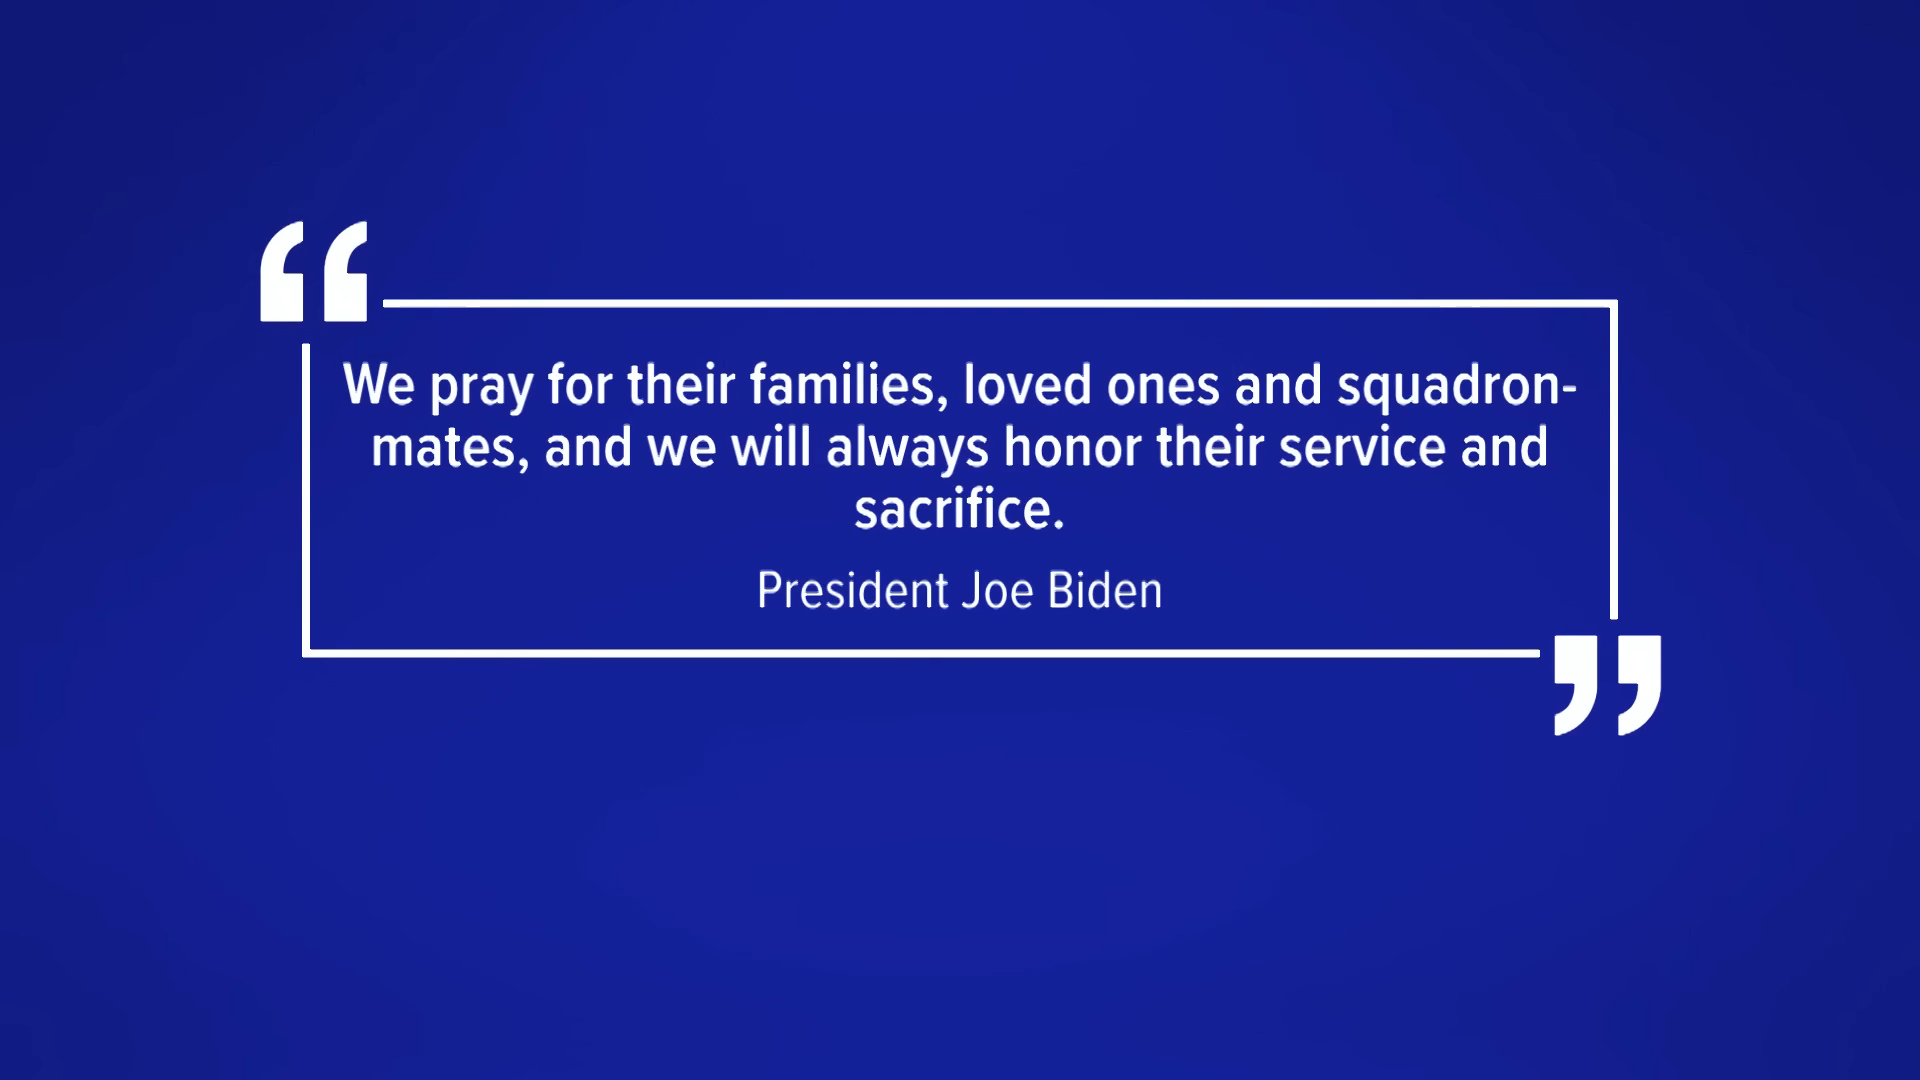 We pray for their families, loved ones and squadron-
mates, and we will always honor their service and
sacrifice.
President Joe Biden